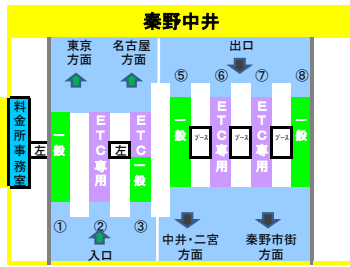 秦野中井
東京
方面
名古屋
方面
出口
⑤
⑥
⑦
⑧
料金所事務室
左
一般
ETC専用
左
ETC
一般
一般
ブース
ETC専用
ブース
ETC専用
ブース
一般
①
②
③
入口
中井・二宮
方面
秦野市街
方面